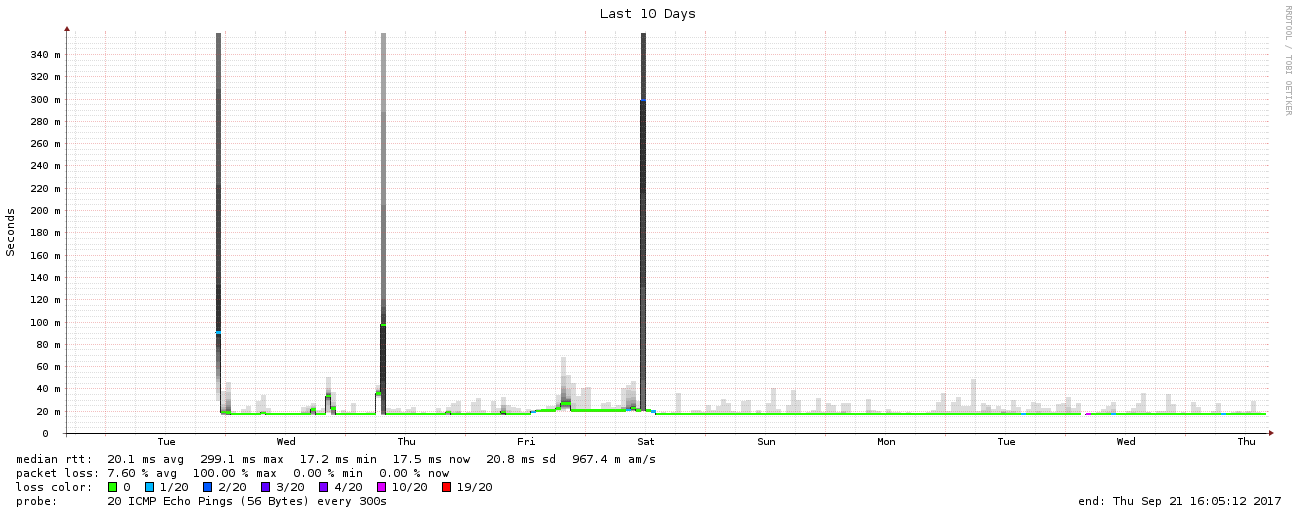 Last 10 Days
RRDTOOL / TOBI OETIKER
Seconds
340 m
320 m
300 m
280 m
260 m
240 m
220 m
200 m
180 m
160 m
140 m
120 m
100 m
80 m
60 m
40 m
20 m
0
Tue Wed Thu Fri Sat Sun Mon Tue Wed Thu
median rtt: 20.1 ms avg 299.1 ms max 17.2 ms min 17.5 ms now 20.8 ms sd 967.4 m am/s
packet loss: 7.60 % avg 100.00 % max 0.00 % min 0.00 % now
loss color: 0 1/20 2/20 3/20 4/20 10/20 19/20
probe: 20 ICMP Echo Pings (56 Bytes) every 300s end: Thu Sep 21 16:05:12 2017